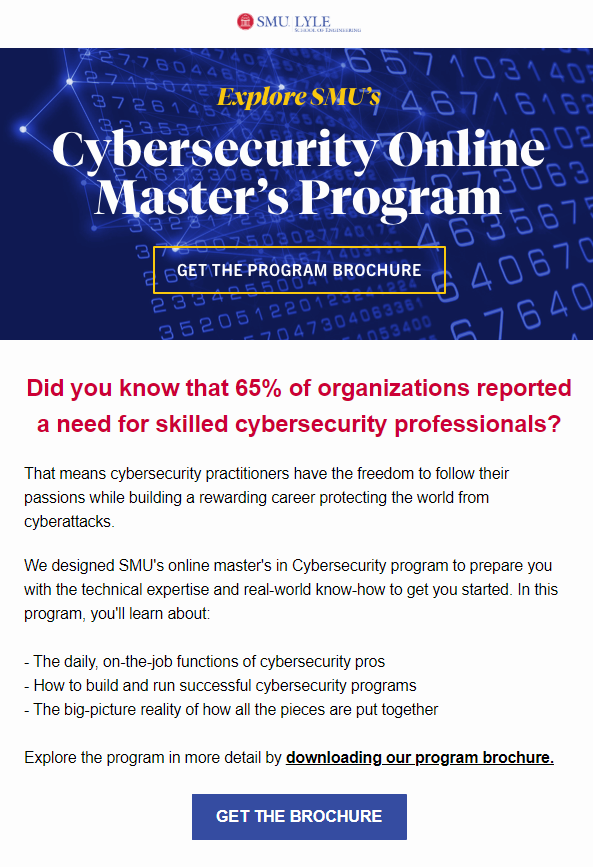 SMU. LYLE
SCHOOL OF ENGINEERING
Explore SMU's
Cybersecurity Online
Master's Program
GET THE PROGRAM BROCHURE
Did you know that 65% of organizations reported
a need for skilled cybersecurity professionals?
That means cybersecurity practitioners have the freedom to follow their
passions while building a rewarding career protecting the world from
cyberattacks.
We designed SMU's online master's in Cybersecurity program to prepare you
with the technical expertise and real-world know-how to get you started. In this
program, you'll learn about:
- The daily, on-the-job functions of cybersecurity pros
- How to build and run successful cybersecurity programs
- The big-picture reality of how all the pieces are put together
Explore the program in more detail by downloading our program brochure.
GET THE BROCHURE